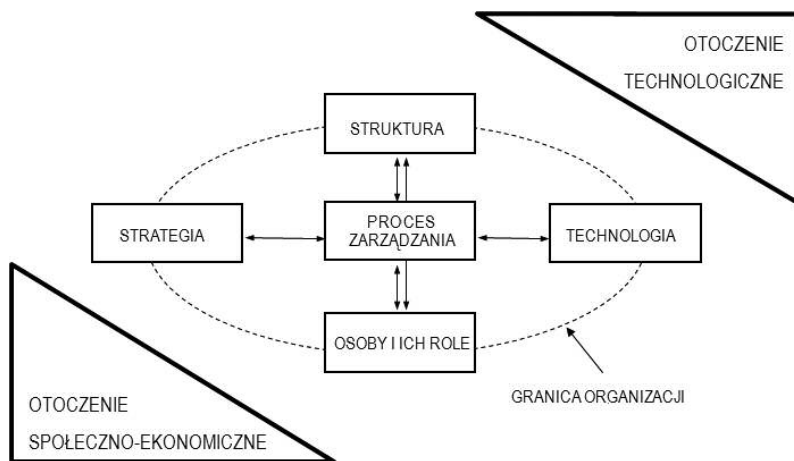 OTOCZENIE
TECHNOLOGICZNE
STRUKTURA
STRATEGIA
PROCES
ZARZĄDZANIA
TECHNOLOGIA
OSOBY I ICH ROLE
GRANICA ORGANIZACJI
OTOCZENIE
SPOŁECZNO-EKONOMICZNE